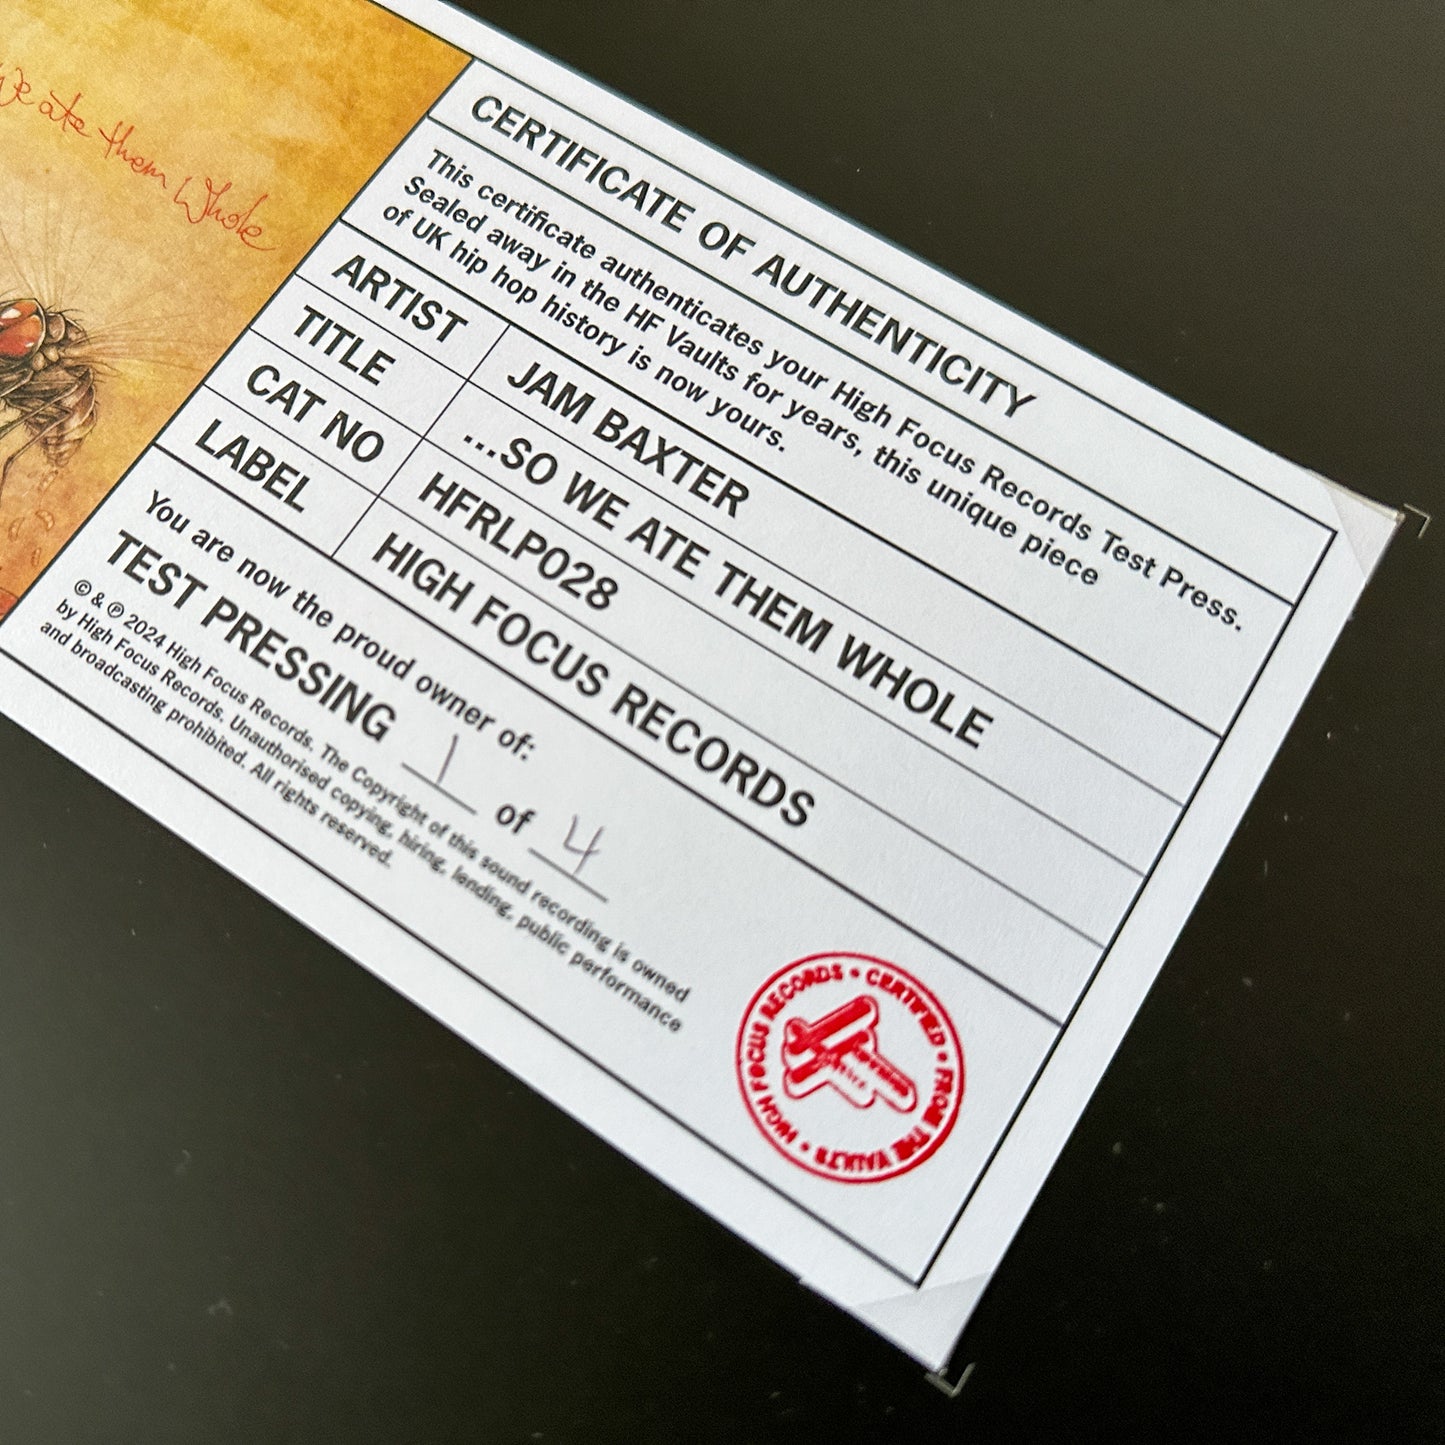 We ate them Whole
CERTIFICATE OF AUTHENTICITY
This certificate authenticates your High Focus Records Test Press.
Sealed away in the HF Vaults for years, this unique piece
of UK hip hop history is now yours.
ARTIST JAM BAXTER
TITLE ...SO WE ATE THEM WHOLE
CAT NO HFRLP028
LABEL HIGH FOCUS RECORDS
You are now the proud owner of:
TEST PRESSING 1 of 4
© & ℗ 2024 High Focus Records. The Copyright of this sound recording is owned
by High Focus Records. Unauthorised copying, hiring, lending, public performance
and broadcasting prohibited. All rights reserved.
HIGH FOCUS RECORDS • CERTIFIED • FROM THE VAULTS •